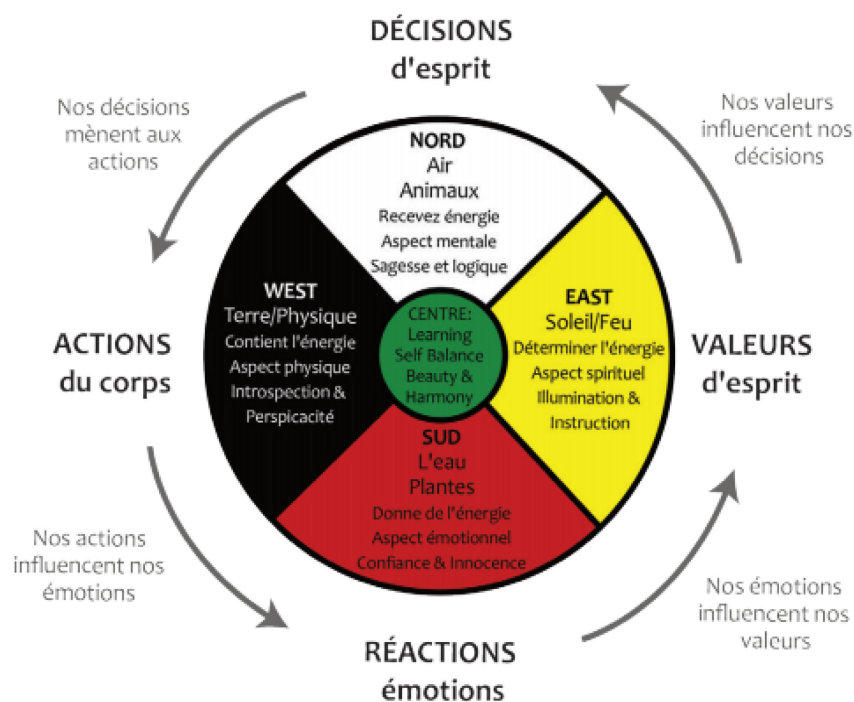 DÉCISIONS
d'esprit
Nos décisions
mènent aux
actions
Nos valeurs
influencent nos
décisions
NORD
Air
Animaux
Recevez énergie
Aspect mentale
Sagesse et logique
WEST
Terre/Physique
Contient l'énergie
Aspect physique
Introspection &
Perspicacité
CENTRE:
Learning
Self Balance
Beauty &
Harmony
EAST
Soleil/Feu
Déterminer l'énergie
Aspect spirituel
Illumination &
Instruction
ACTIONS
du corps
VALEURS
d'esprit
SUD
L'eau
Plantes
Donne de l'énergie
Aspect émotionnel
Confiance & Innocence
Nos actions
influencent nos
émotions
Nos émotions
influencent nos
valeurs
RÉACTIONS
émotions